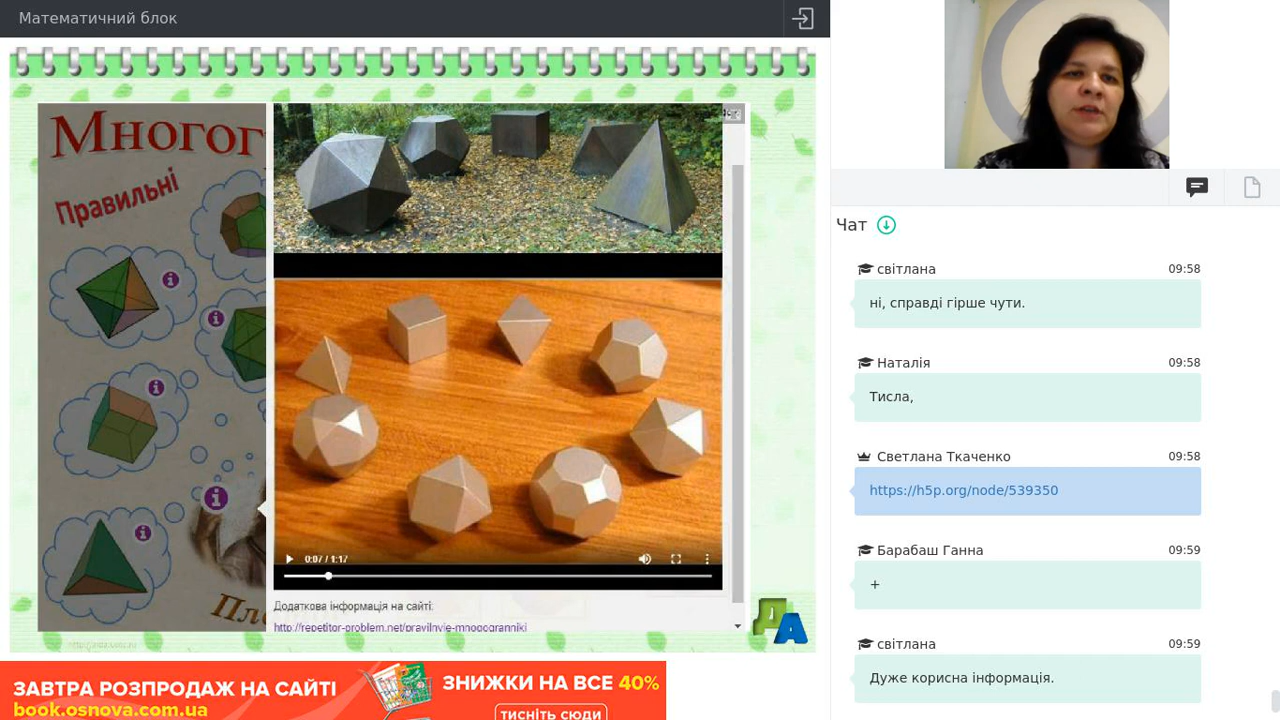 Математичний блок
Многог
Правильні
Пло
0:07 / 1:17
Додаткова інформація на сайті:
http://repetitor-problem.net/pravilnyie-mnogogranniki
ДА
ЗАВТРА РОЗПРОДАЖ НА САЙТІ
book.osnova.com.ua
ЗНИЖКИ НА ВСЕ 40%
тисніть сюди
Чат
світлана 09:58
ні, справді гірше чути.
Наталія 09:58
Тисла,
Светлана Ткаченко 09:58
https://h5p.org/node/539350
Барабаш Ганна 09:59
+
світлана 09:59
Дуже корисна інформація.